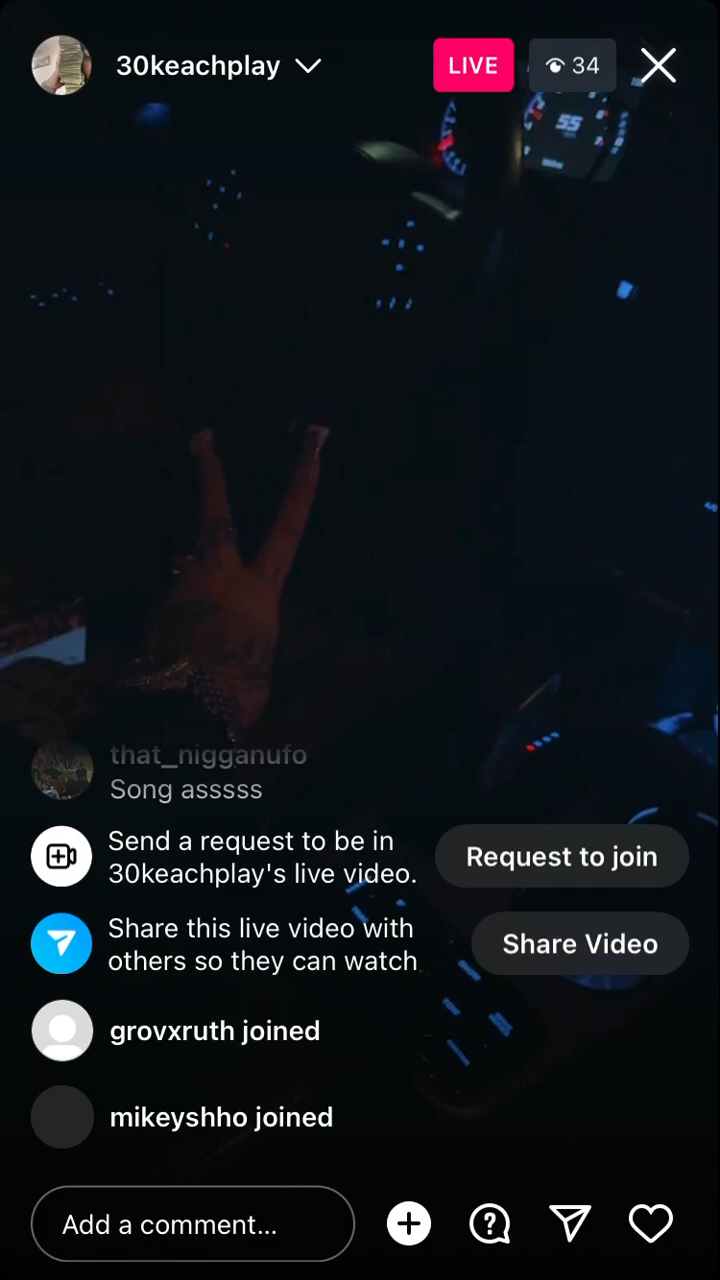 30keachplay
LIVE
34
55
that_nigganufo
Song asssss
Send a request to be in
30keachplay's live video.
Request to join
Share this live video with
others so they can watch
Share Video
grovxruth joined
mikeyshho joined
Add a comment...